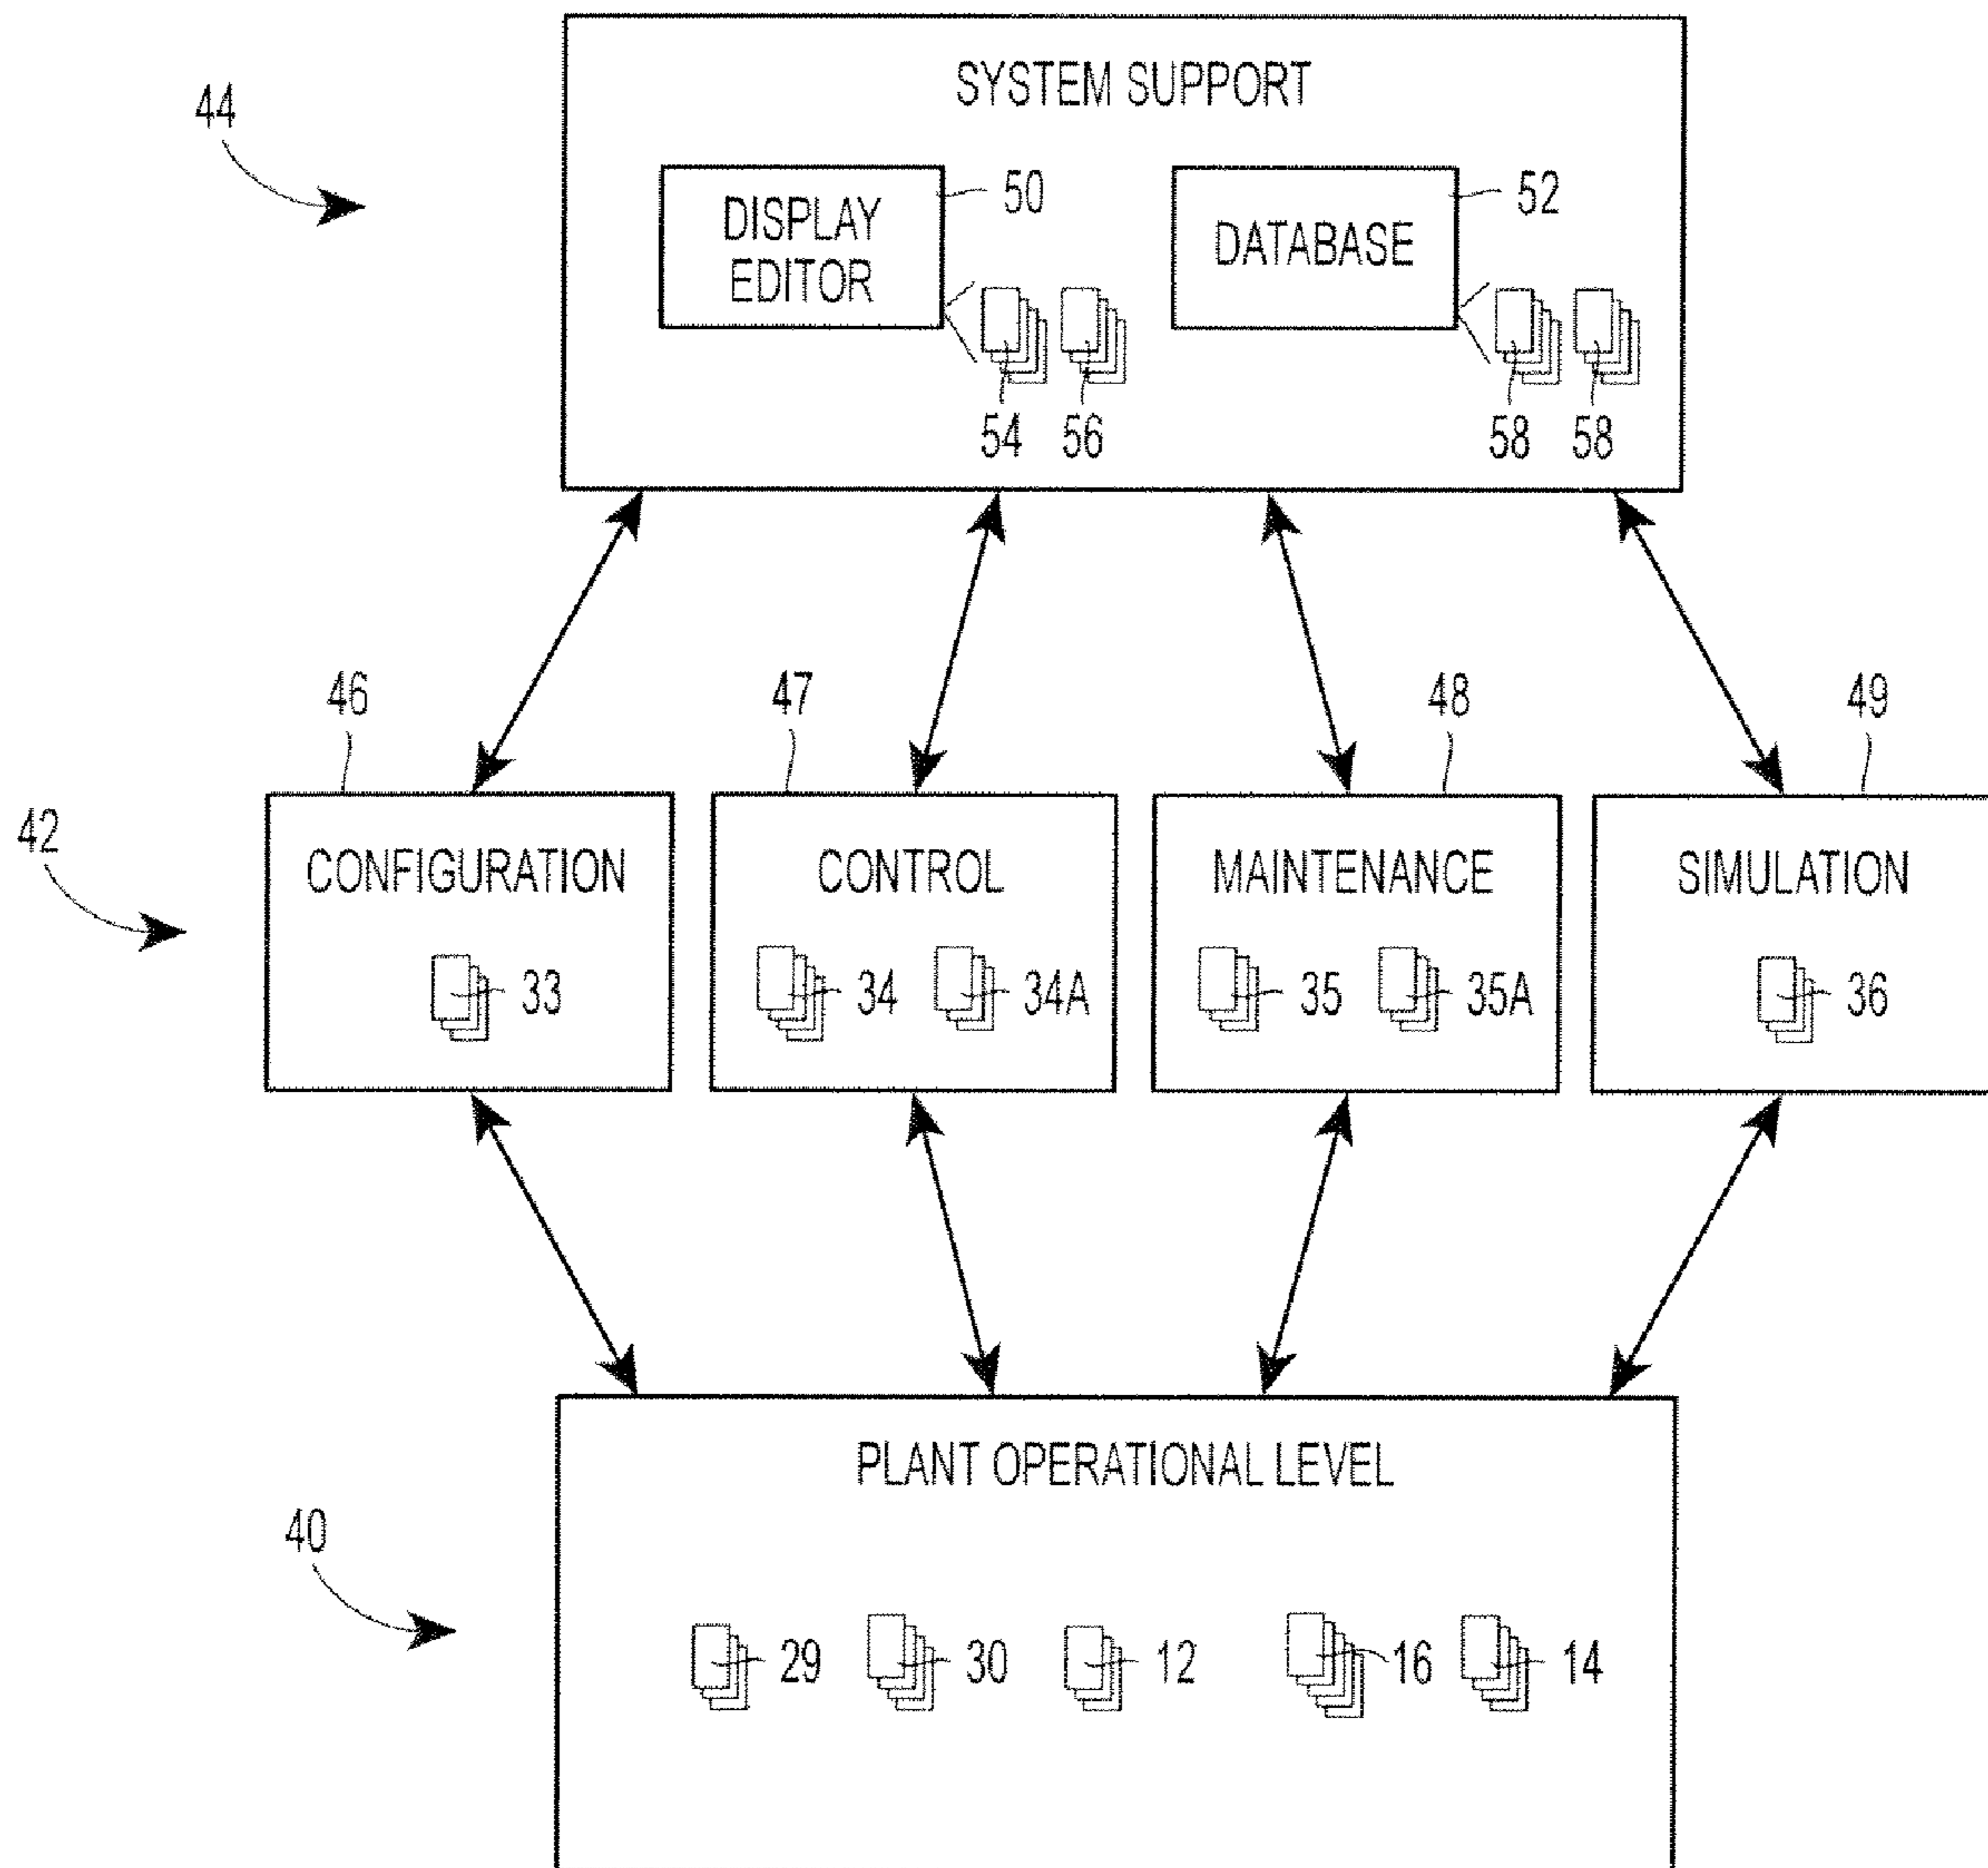 SYSTEM SUPPORT
44
50
52
DISPLAY
EDITOR
DATABASE
54
56
58
58
46
47
48
49
42
CONFIGURATION
CONTROL
MAINTENANCE
SIMULATION
33
34
34A
35
35A
36
PLANT OPERATIONAL LEVEL
40
29
30
12
16
14